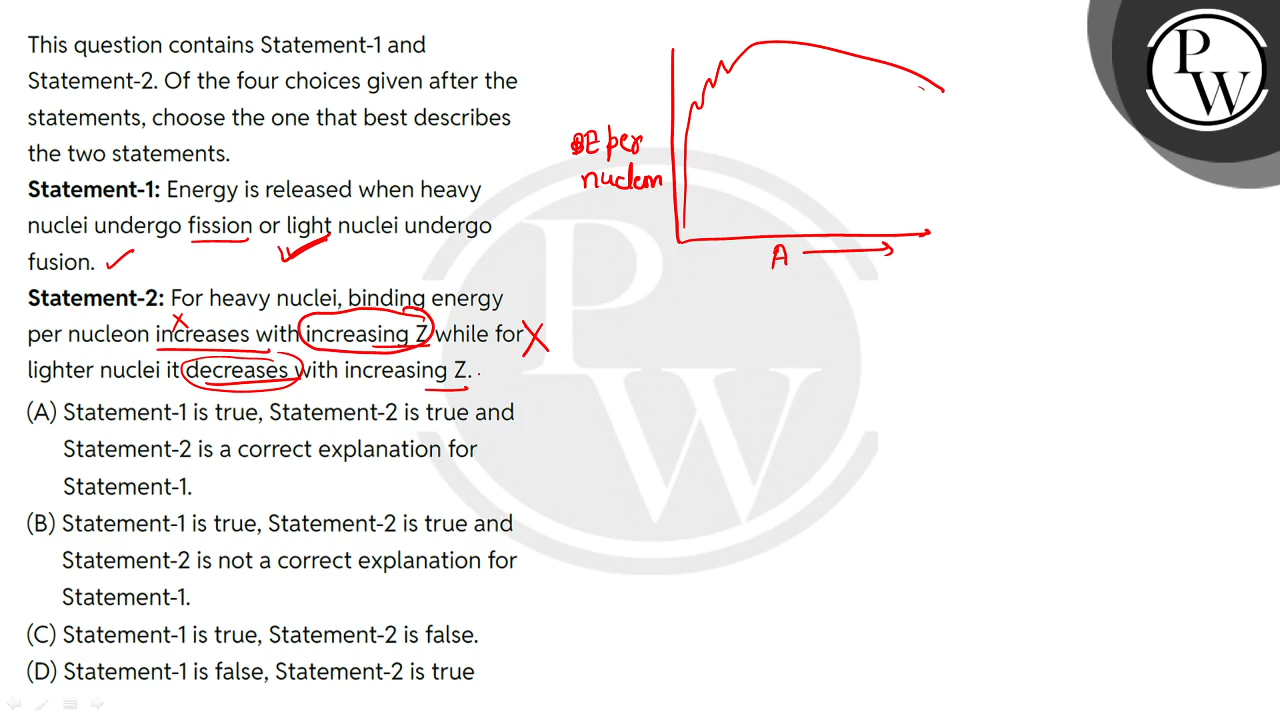 This question contains Statement-1 and
Statement-2. Of the four choices given after the
statements, choose the one that best describes
the two statements.
Statement-1: Energy is released when heavy
nuclei undergo fission or light nuclei undergo
fusion.
Statement-2: For heavy nuclei, binding energy
per nucleon increases with increasing Z while for
lighter nuclei it decreases with increasing Z.
(A) Statement-1 is true, Statement-2 is true and
Statement-2 is a correct explanation for
Statement-1.
(B) Statement-1 is true, Statement-2 is true and
Statement-2 is not a correct explanation for
Statement-1.
(C) Statement-1 is true, Statement-2 is false.
(D) Statement-1 is false, Statement-2 is true
BE per
nucleon
A
P
W
P
W